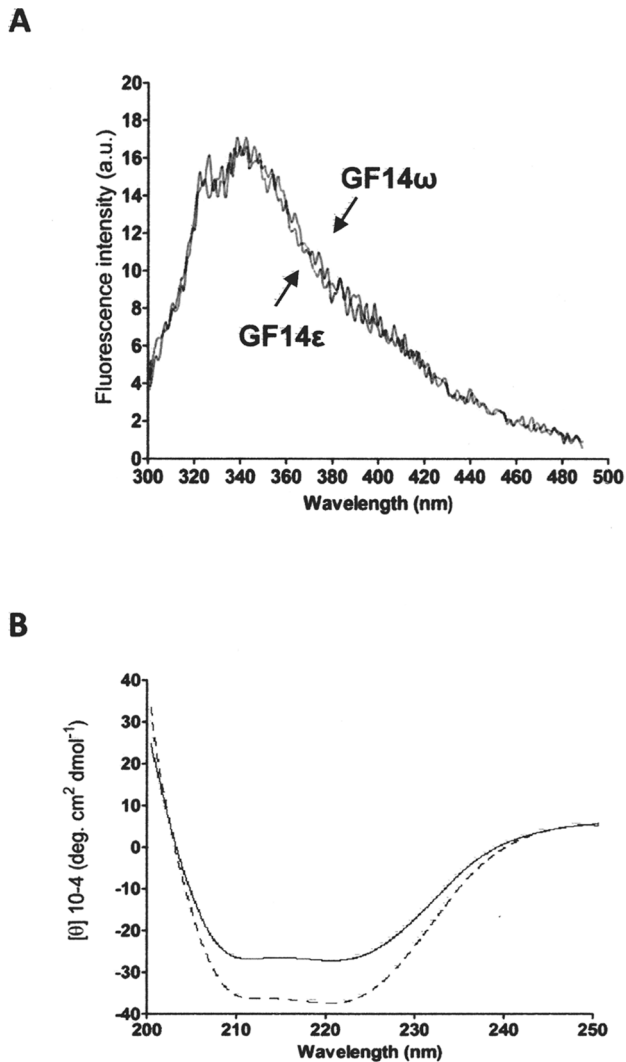 A
20
18
16
14
12
10
8
6
4
2
0
Fluorescence intensity (a.u.)
GF14ω
GF14ε
300 320 340 360 380 400 420 440 460 480 500
Wavelength (nm)
B
40
30
20
10
0
-10
-20
-30
-40
[θ] 10-4 (deg. cm2 dmol-1)
200 210 220 230 240 250
Wavelength (nm)